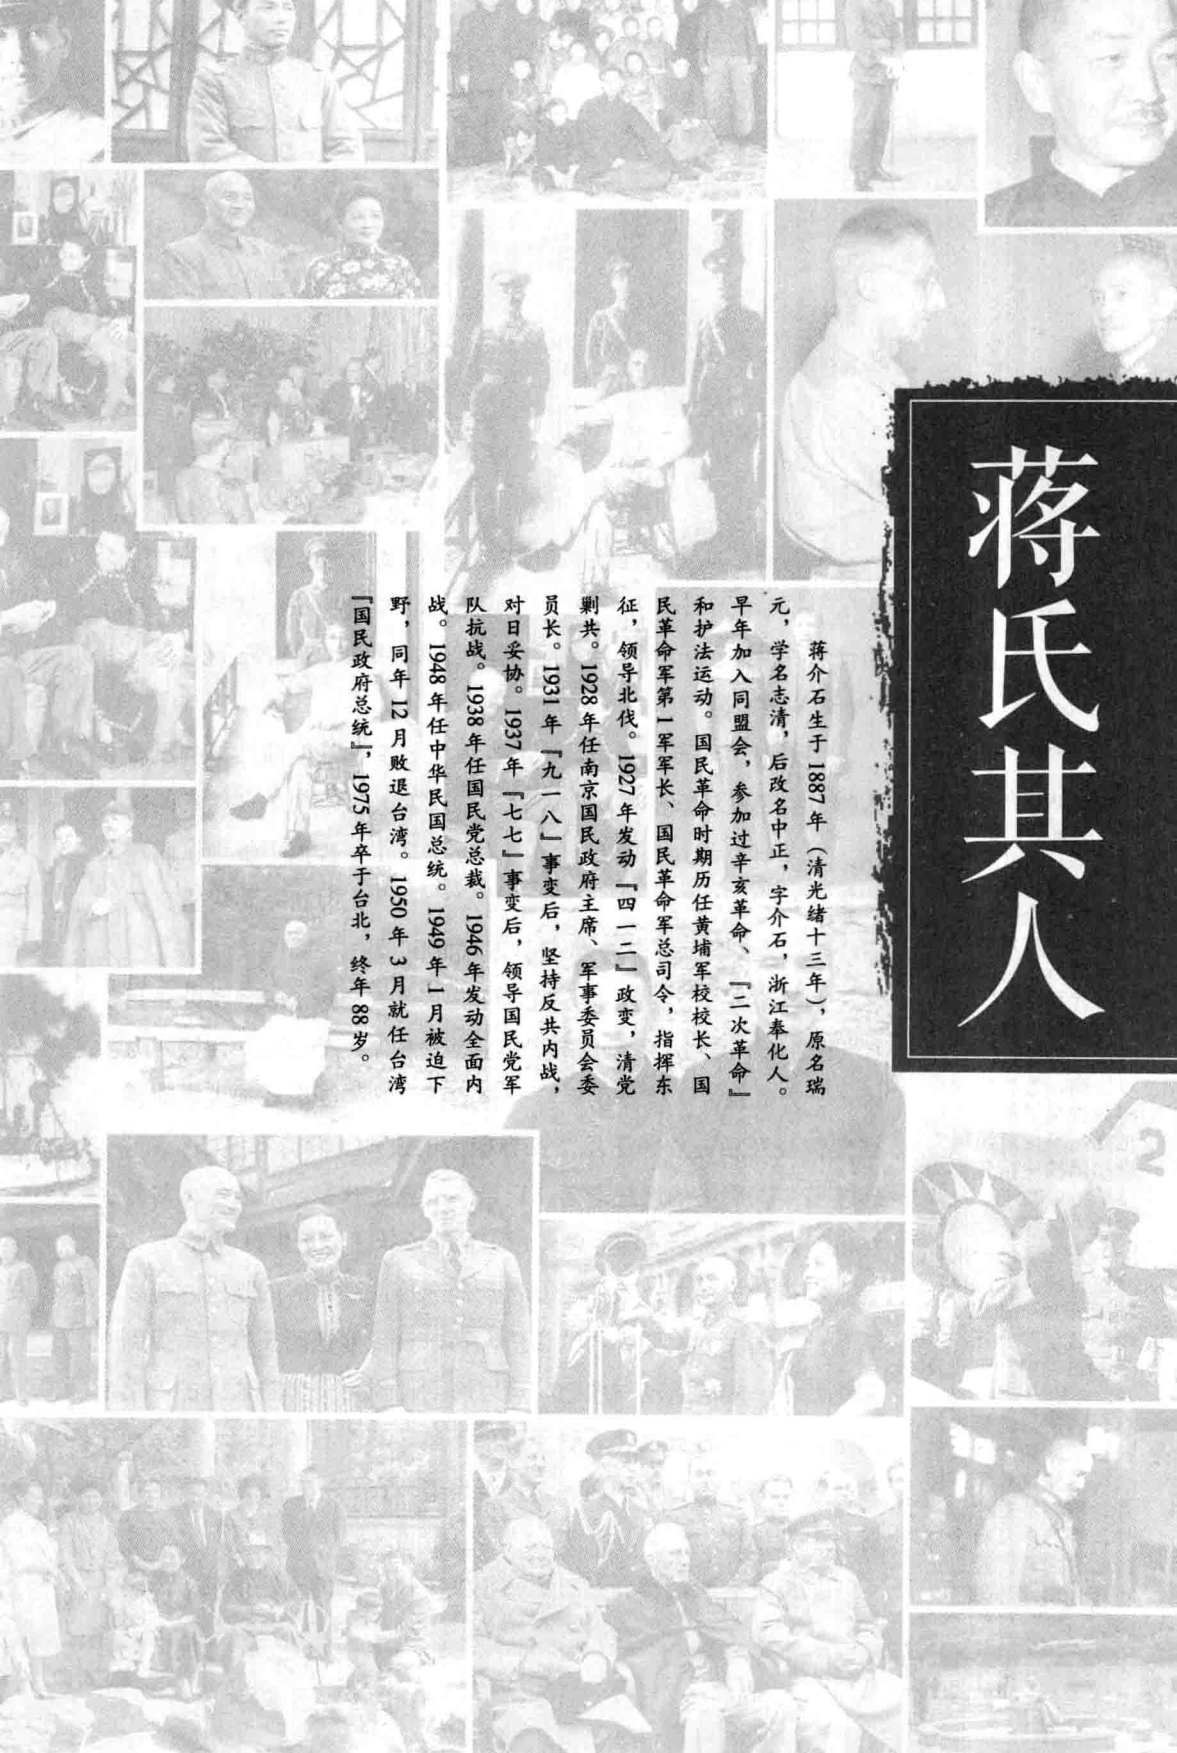 蒋氏其人
蒋介石生于1887年（清光绪十三年），原名瑞
元，学名志清，后改名中正，字介石，浙江奉化人。
早年加入同盟会，参加过辛亥革命、『二次革命』
和护法运动。国民革命时期历任黄埔军校校长、国
民革命军第1军军长、国民革命军总司令，指挥东
征，领导北伐。1927年发动『四一二』政变，清党
剿共。1928年任南京国民政府主席、军事委员会委
员长。1931年『九一八』事变后，坚持反共内战，
对日妥协。1937年『七七』事变后，领导国民党军
队抗战。1938年任国民党总裁。1946年发动全面内
战。1948年任中华民国总统。1949年1月被迫下
野，同年12月败退台湾。1950年3月就任台湾
『国民政府总统』，1975年卒于台北，终年88岁。
2